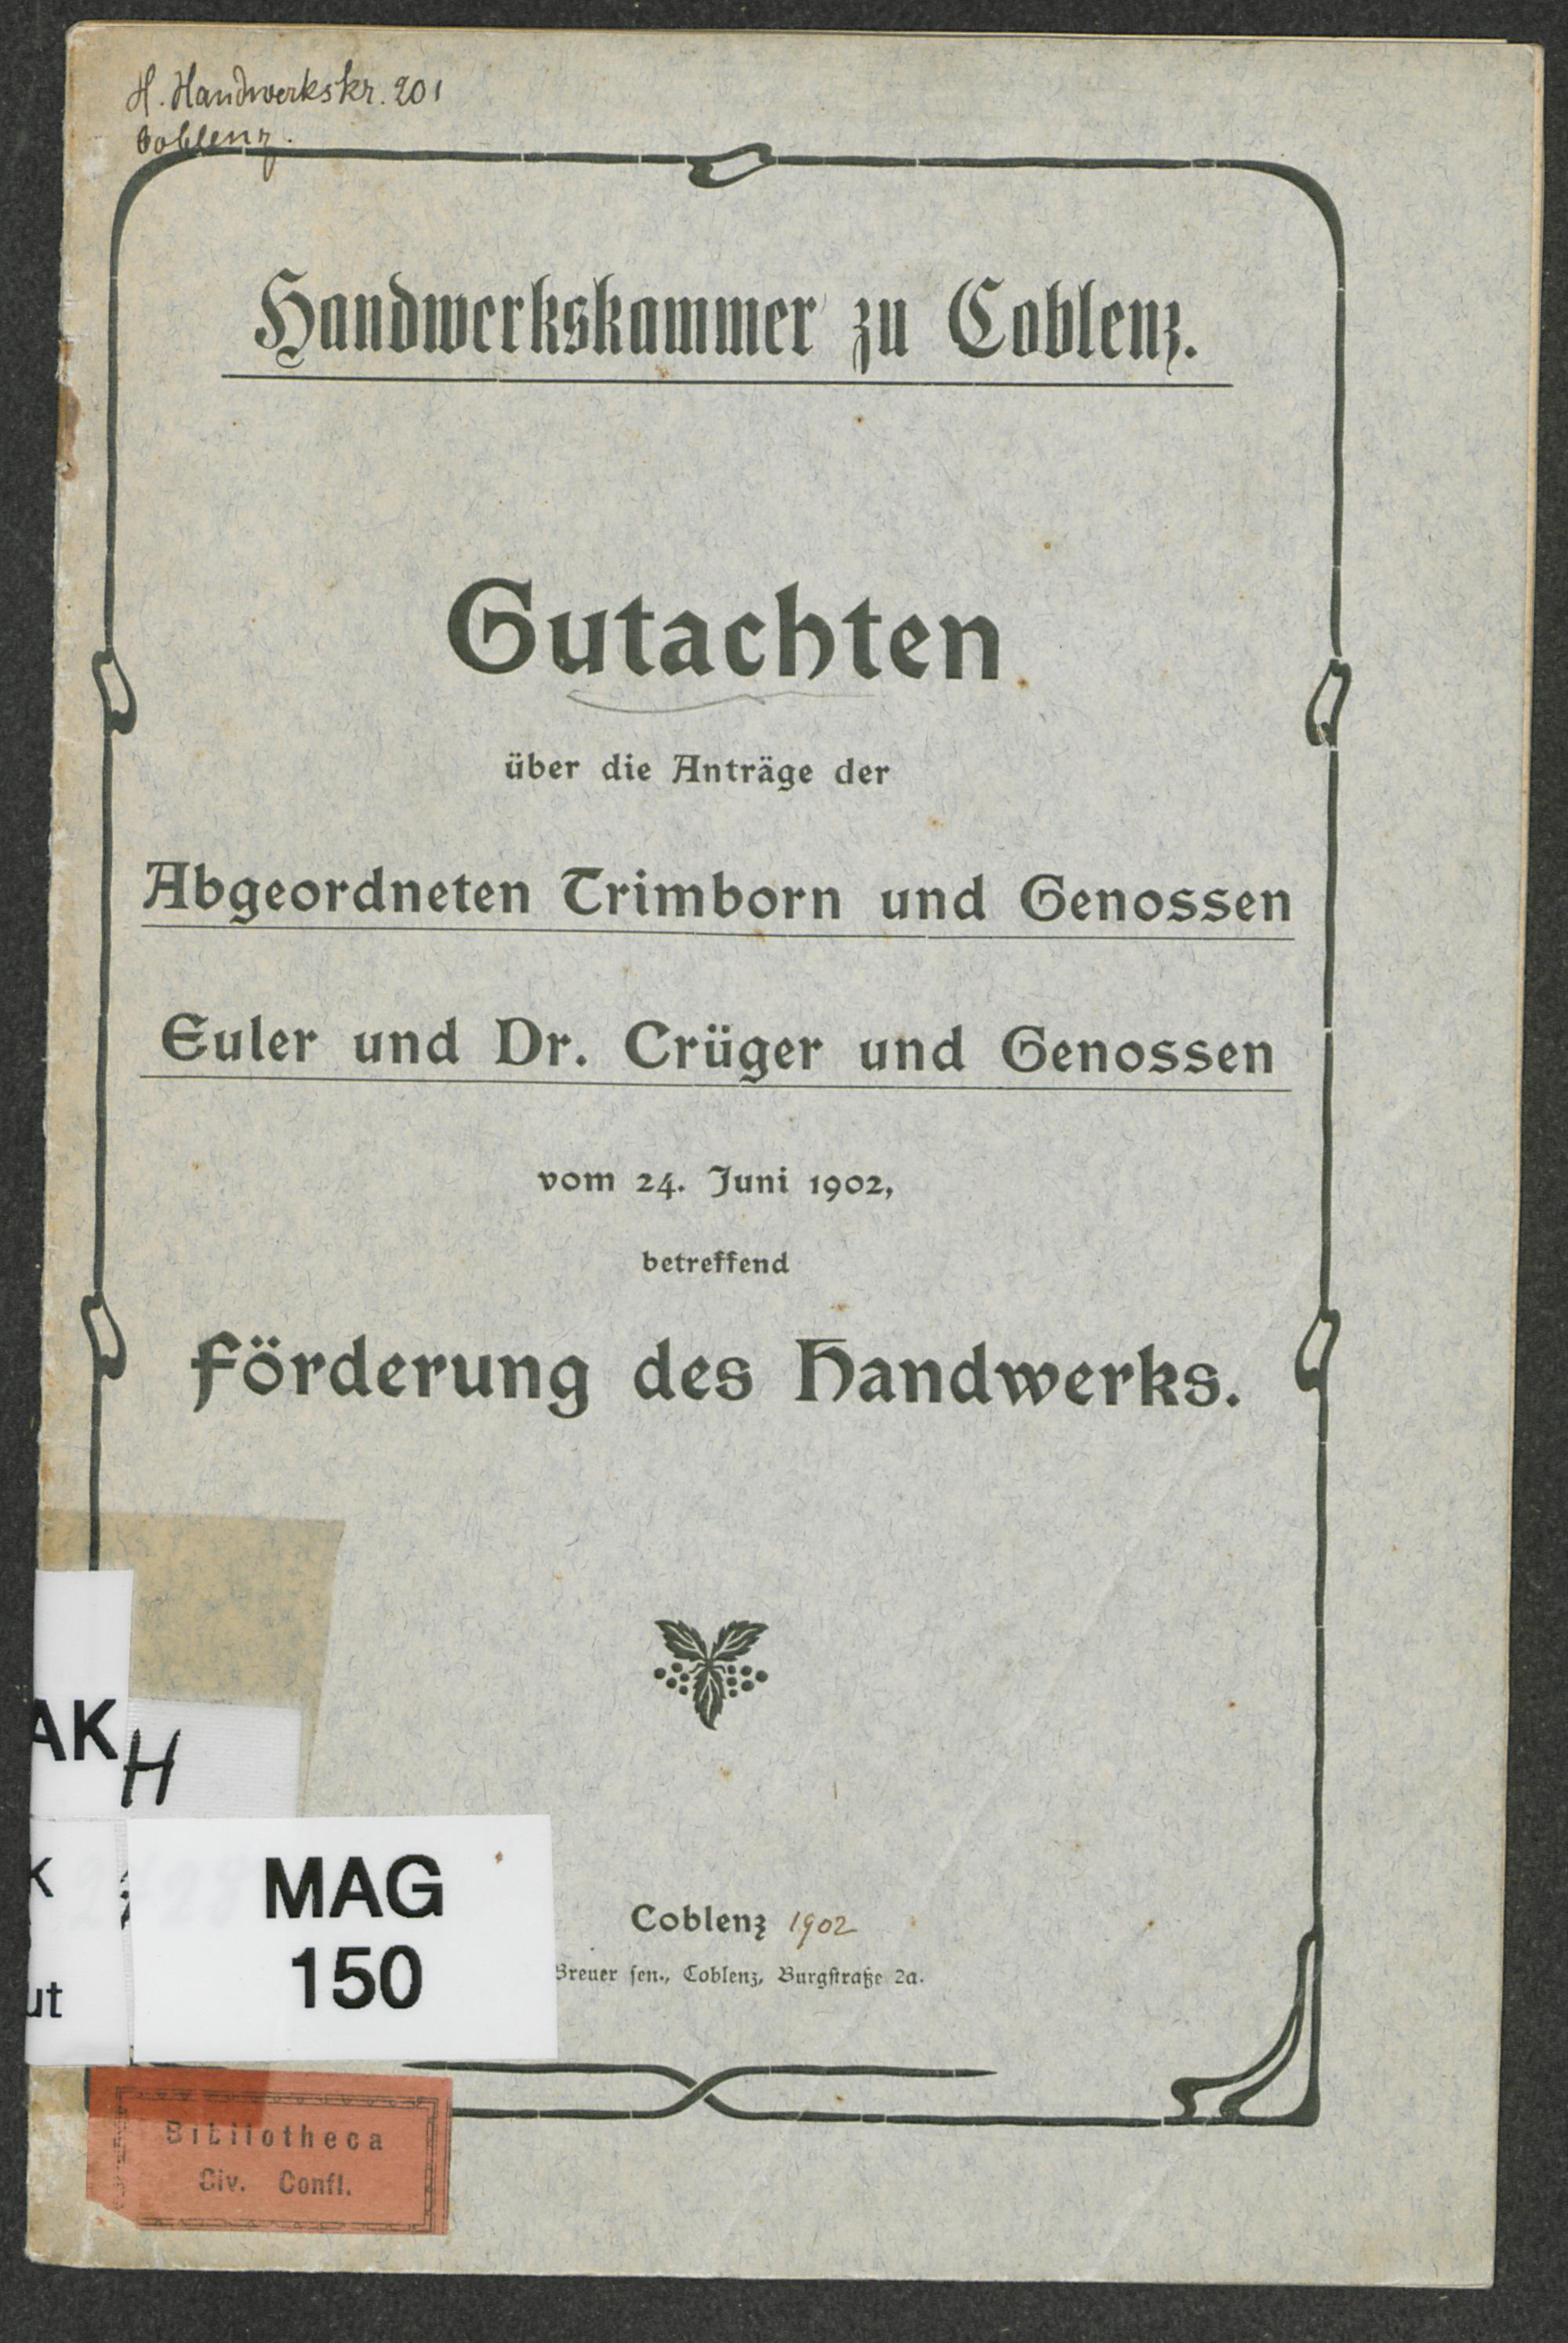 H. Handwerkskr. 201
Coblenz.
Handwerkskammer zu Coblenz.
Gutachten
über die Anträge der
Abgeordneten Trimborn und Genossen
Euler und Dr. Crüger und Genossen
vom 24. Juni 1902,
betreffend
Förderung des Handwerks.
AK
H
MAG
150
K
ut
Coblenz 1902
Breuer sen., Coblenz, Burgstraße 2a.
Bibliotheca
Civ. Confl.